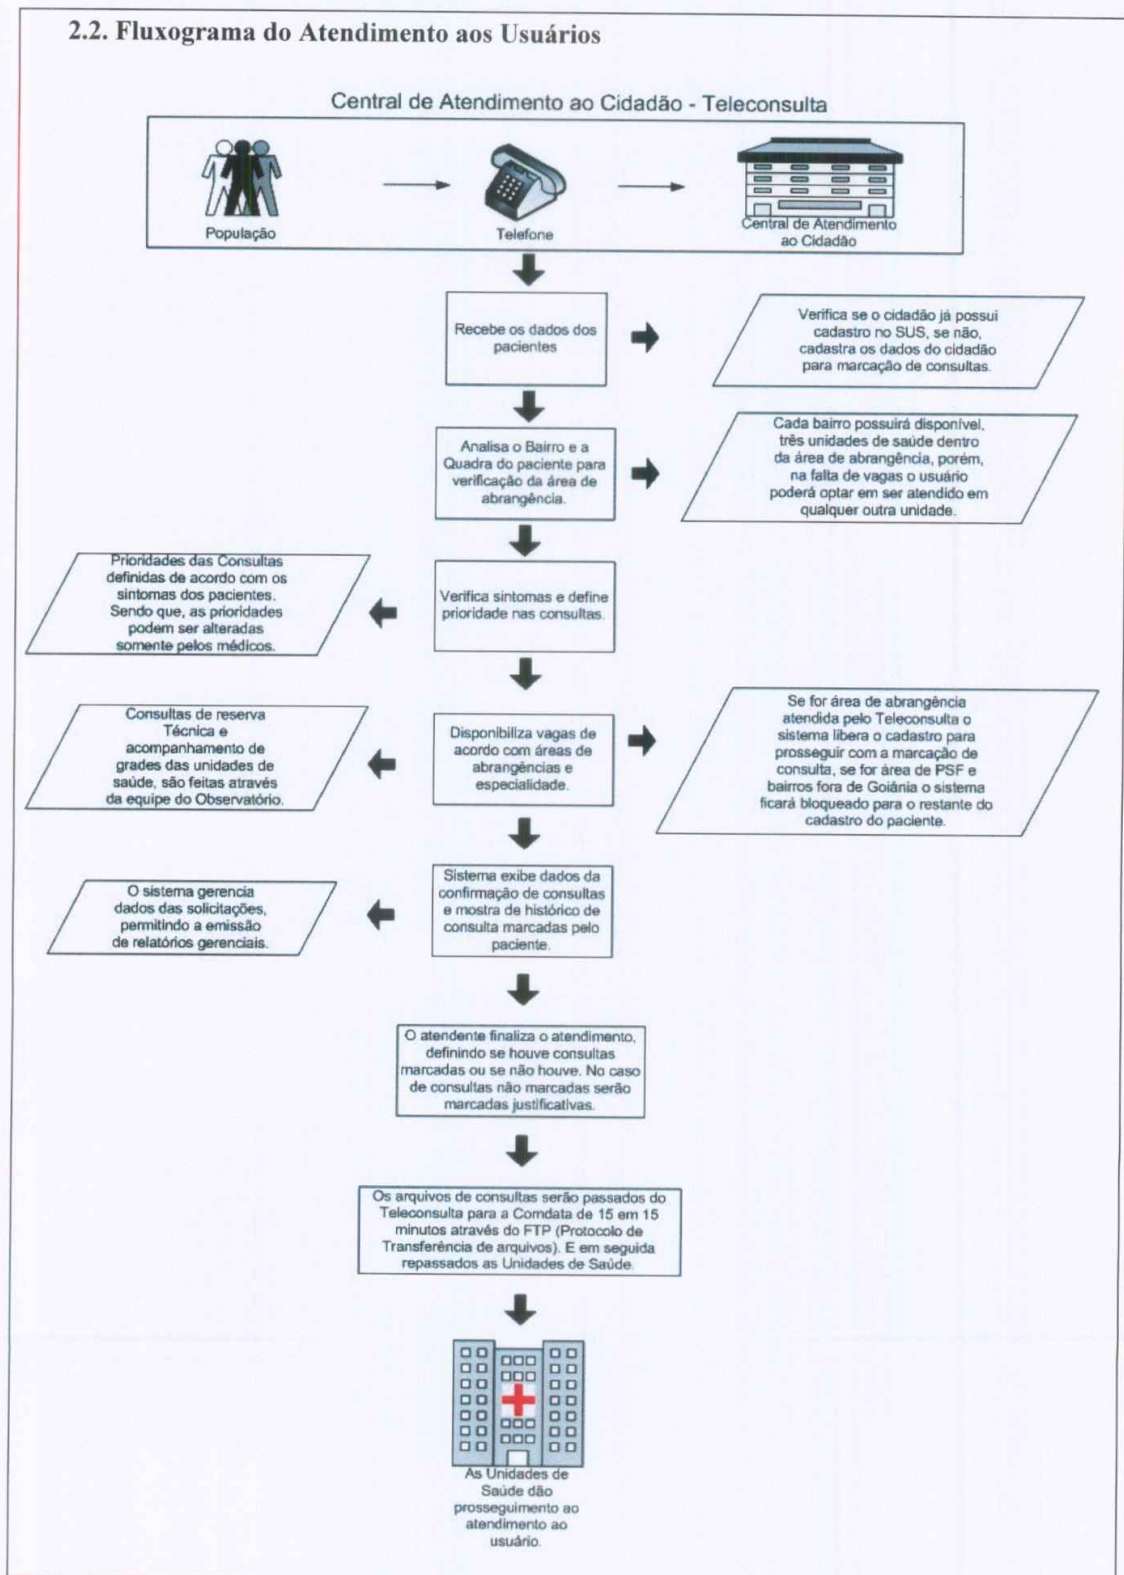 2.2. Fluxograma do Atendimento aos Usuários
Central de Atendimento ao Cidadão - Teleconsulta
População
Telefone
Central de Atendimento
ao Cidadão
Recebe os dados dos
pacientes
Verifica se o cidadão já possui
cadastro no SUS, se não,
cadastra os dados do cidadão
para marcação de consultas.
Analisa o Bairro e a
Quadra do paciente para
verificação da área de
abrangência.
Cada bairro possuirá disponível,
três unidades de saúde dentro
da área de abrangência, porém,
na falta de vagas o usuário
poderá optar em ser atendido em
qualquer outra unidade.
Prioridades das Consultas
definidas de acordo com os
sintomas dos pacientes.
Sendo que, as prioridades
podem ser alteradas
somente pelos médicos.
Verifica sintomas e define
prioridade nas consultas.
Consultas de reserva
Técnica e
acompanhamento de
grades das unidades de
saúde, são feitas através
da equipe do Observatório.
Disponibiliza vagas de
acordo com áreas de
abrangências e
especialidade.
Se for área de abrangência
atendida pelo Teleconsulta o
sistema libera o cadastro para
prosseguir com a marcação de
consulta, se for área de PSF e
bairros fora de Goiânia o sistema
ficará bloqueado para o restante do
cadastro do paciente.
O sistema gerencia
dados das solicitações,
permitindo a emissão
de relatórios gerenciais.
Sistema exibe dados da
confirmação de consultas
e mostra de histórico de
consulta marcadas pelo
paciente.
O atendente finaliza o atendimento,
definindo se houve consultas
marcadas ou se não houve. No caso
de consultas não marcadas serão
marcadas justificativas.
Os arquivos de consultas serão passados do
Teleconsulta para a Comdata de 15 em 15
minutos através do FTP (Protocolo de
Transferência de arquivos). E em seguida
repassados as Unidades de Saúde.
As Unidades de
Saúde dão
prosseguimento ao
atendimento ao
usuário.